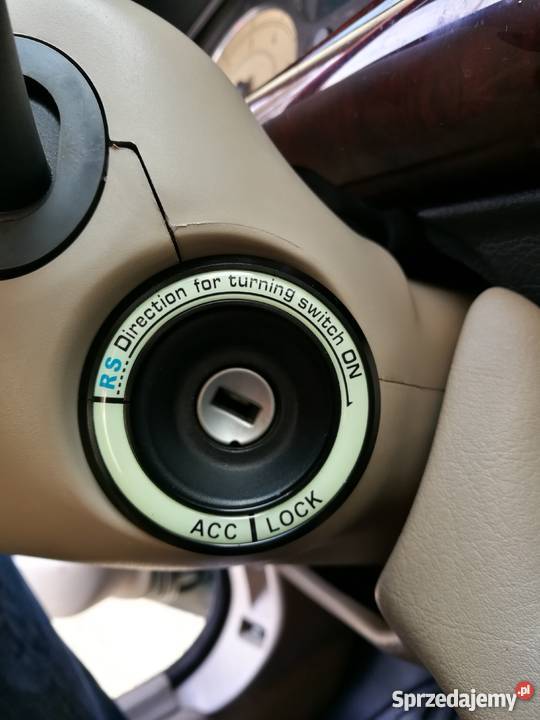 RS Direction for turning switch ON
ACC | LOCK
Sprzedajemy.pl